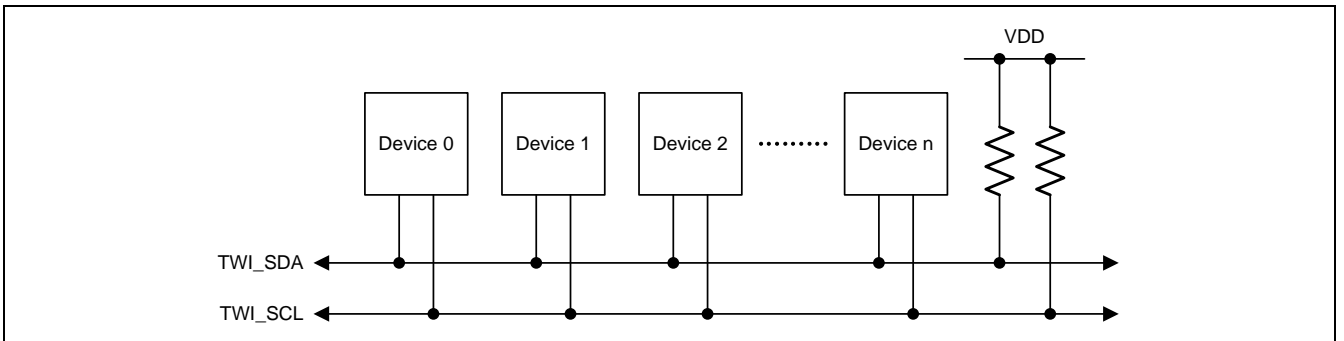 VDD
Device 0
Device 1
Device 2
Device n
TWI_SDA
TWI_SCL